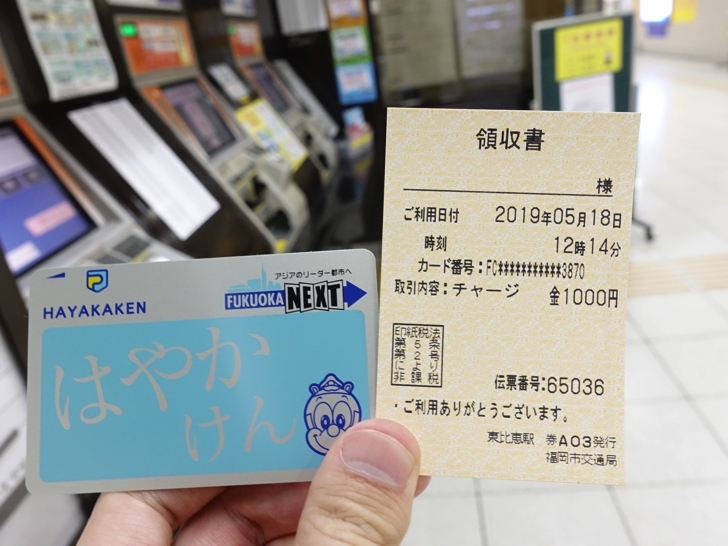 HAYAKAKEN
アジアのリーダー都市へ
FUKUOKA NEXT
はやか
けん
領収書
様
ご利用日付 2019年05月18日
時刻 12時14分
カード番号:FC***********3870
取引内容:チャージ 金1000円
印紙税法
第5条
第2号
により
非課税
伝票番号:65036
・ご利用ありがとうございます。
東比恵駅 券A03発行
福岡市交通局